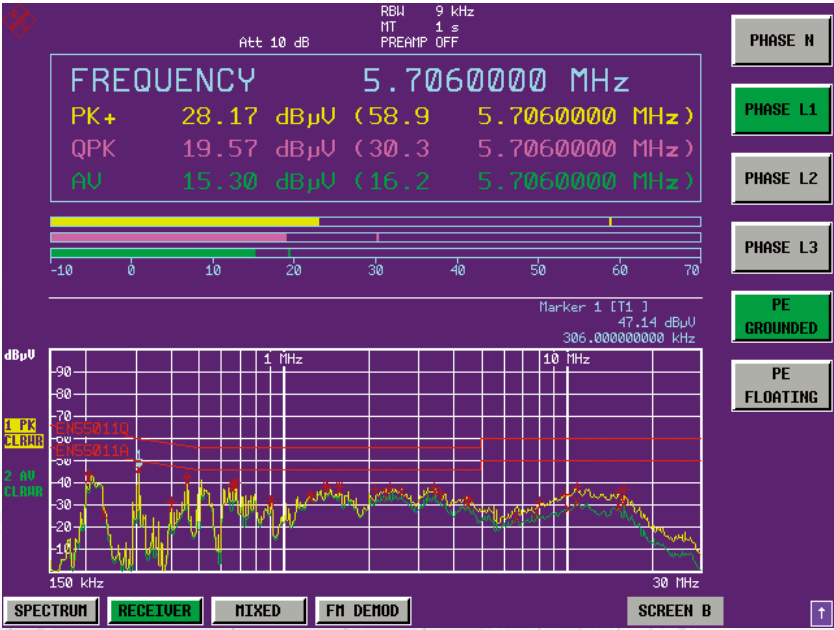 RBW 9 kHz
MT 1 s
Att 10 dB PREAMP OFF
FREQUENCY 5.7060000 MHz
PK+ 28.17 dBµV (58.9 5.7060000 MHz)
QPK 19.57 dBµV (30.3 5.7060000 MHz)
AV 15.30 dBµV (16.2 5.7060000 MHz)
-10 0 10 20 30 40 50 60 70
Marker 1 [T1 ]
47.14 dBµV
306.000000000 kHz
dBµV
1 MHz 10 MHz
90
80
70
EN55011Q
1 PK
CLRWR
60
EN55011A
50
2 AV
CLRWR
40
30
20
10
150 kHz 30 MHz
PHASE N
PHASE L1
PHASE L2
PHASE L3
PE
GROUNDED
PE
FLOATING
SPECTRUM RECEIVER MIXED FM DEMOD SCREEN B